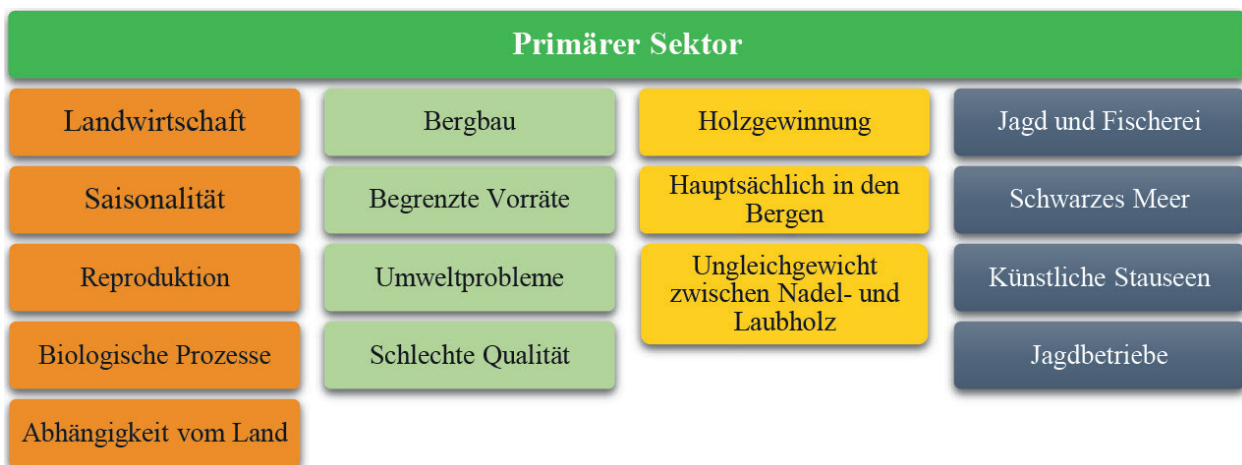 Primärer Sektor
Landwirtschaft
Saisonalität
Reproduktion
Biologische Prozesse
Abhängigkeit vom Land
Bergbau
Begrenzte Vorräte
Umweltprobleme
Schlechte Qualität
Holzgewinnung
Hauptsächlich in den
Bergen
Ungleichgewicht
zwischen Nadel- und
Laubholz
Jagd und Fischerei
Schwarzes Meer
Künstliche Stauseen
Jagdbetriebe